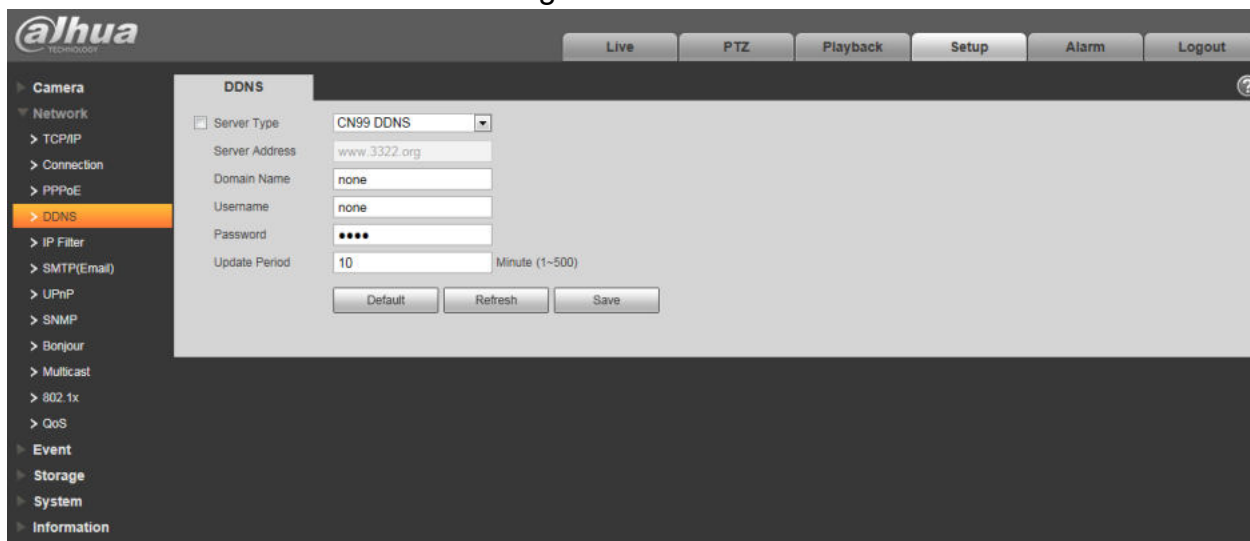 alhua
TECHNOLOGY
Live PTZ Playback Setup Alarm Logout
Camera
Network
> TCP/IP
> Connection
> PPPoE
> DDNS
> IP Filter
> SMTP(Email)
> UPnP
> SNMP
> Bonjour
> Multicast
> 802.1x
> QoS
Event
Storage
System
Information
DDNS
?
Server Type CN99 DDNS
Server Address www.3322.org
Domain Name none
Username none
Password ••••
Update Period 10 Minute (1~500)
Default Refresh Save